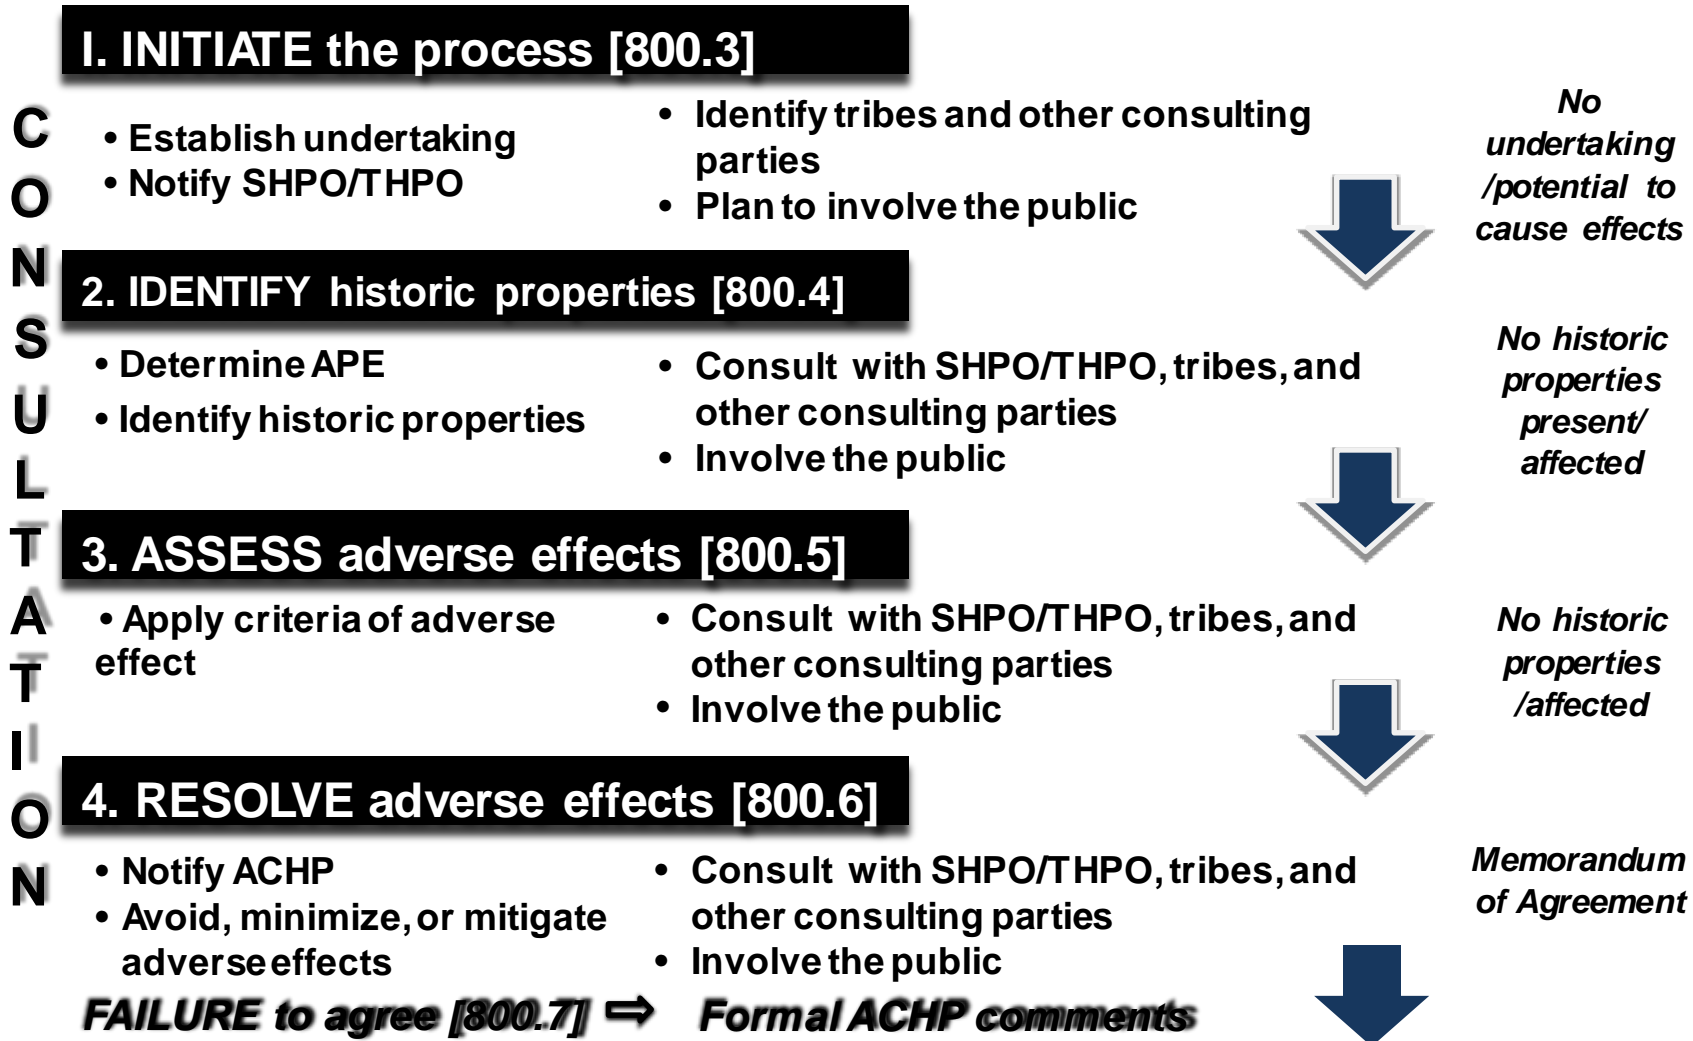 I. INITIATE the process [800.3]
• Establish undertaking
• Notify SHPO/THPO
• Identify tribes and other consulting
parties
• Plan to involve the public
No
undertaking
/potential to
cause effects
2. IDENTIFY historic properties [800.4]
• Determine APE
• Identify historic properties
• Consult with SHPO/THPO, tribes, and
other consulting parties
• Involve the public
No historic
properties
present/
affected
3. ASSESS adverse effects [800.5]
• Apply criteria of adverse
effect
• Consult with SHPO/THPO, tribes, and
other consulting parties
• Involve the public
No historic
properties
/affected
4. RESOLVE adverse effects [800.6]
• Notify ACHP
• Avoid, minimize, or mitigate
adverse effects
• Consult with SHPO/THPO, tribes, and
other consulting parties
• Involve the public
Memorandum
of Agreement
FAILURE to agree [800.7] ⇨ Formal ACHP comments
CONSULTATION